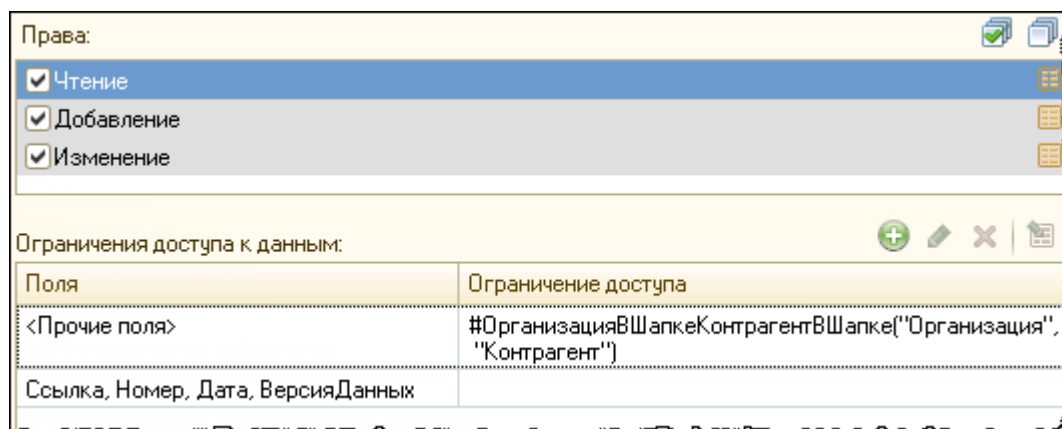 Права:
Чтение
Добавление
Изменение
Ограничения доступа к данным:
Поля Ограничение доступа
<Прочие поля> #ОрганизацияВШапкеКонтрагентВШапке("Организация",
"Контрагент")
Ссылка, Номер, Дата, ВерсияДанных